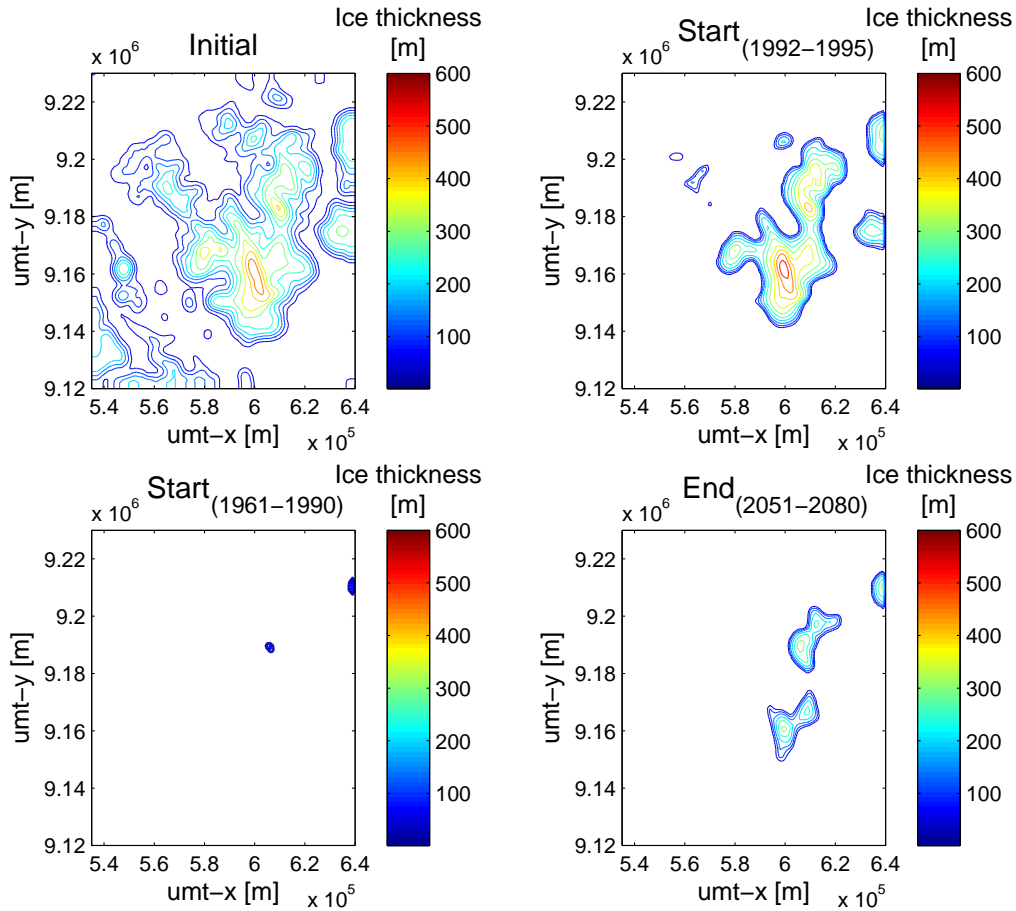 Initial
Ice thickness
[m]
x 10^6
9.22
9.2
9.18
9.16
9.14
9.12
umt−y [m]
5.4 5.6 5.8 6 6.2 6.4
umt−x [m]
x 10^5
600
500
400
300
200
100
Start(1992−1995)
Ice thickness
[m]
x 10^6
9.22
9.2
9.18
9.16
9.14
9.12
umt−y [m]
5.4 5.6 5.8 6 6.2 6.4
umt−x [m]
x 10^5
600
500
400
300
200
100
Start(1961−1990)
Ice thickness
[m]
x 10^6
9.22
9.2
9.18
9.16
9.14
9.12
umt−y [m]
5.4 5.6 5.8 6 6.2 6.4
umt−x [m]
x 10^5
600
500
400
300
200
100
End(2051−2080)
Ice thickness
[m]
x 10^6
9.22
9.2
9.18
9.16
9.14
9.12
umt−y [m]
5.4 5.6 5.8 6 6.2 6.4
umt−x [m]
x 10^5
600
500
400
300
200
100